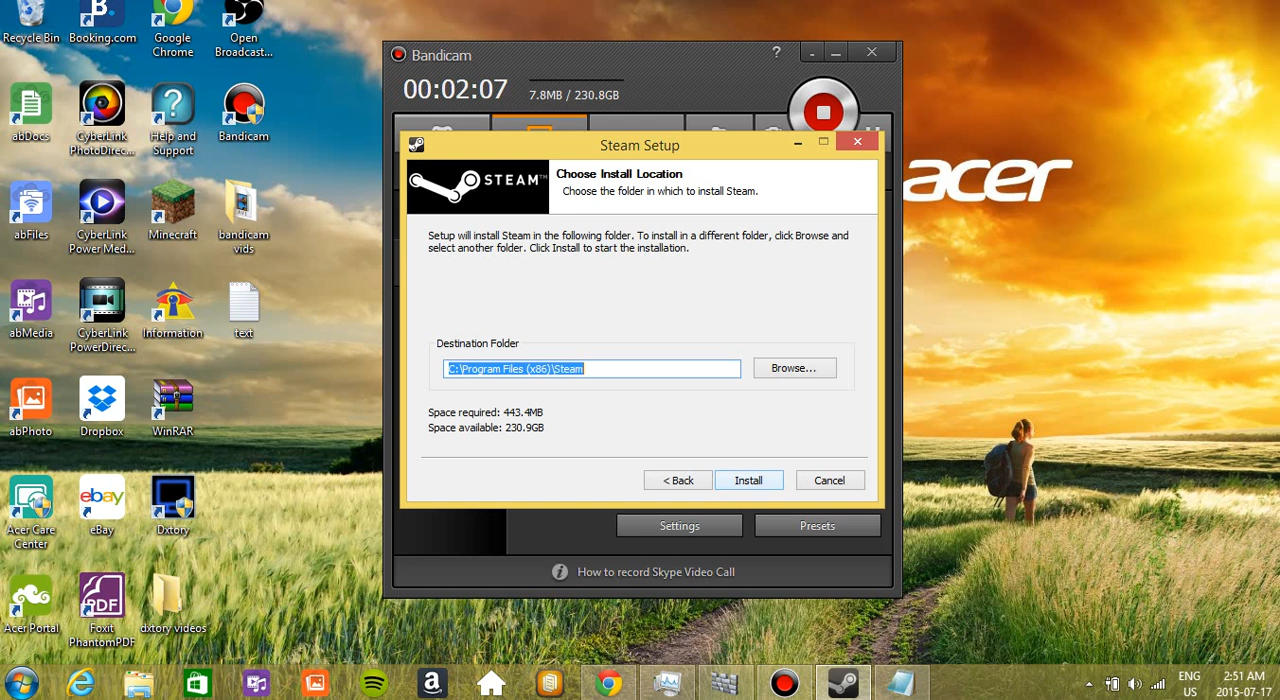 Recycle Bin
Booking.com
Google
Chrome
Open
Broadcast...
abDocs
CyberLink
PhotoDirec...
Help and
Support
Bandicam
abFiles
CyberLink
Power Med...
Minecraft
bandicam
vids
abMedia
CyberLink
PowerDirec...
Information
text
abPhoto
Dropbox
WinRAR
Acer Care
Center
ebay
eBay
Dxtory
Acer Portal
PDF
Foxit
PhantomPDF
dxtory videos
Bandicam
?
00:02:07
7.8MB / 230.8GB
Steam Setup
STEAM™
Choose Install Location
Choose the folder in which to install Steam.
Setup will install Steam in the following folder. To install in a different folder, click Browse and
select another folder. Click Install to start the installation.
Destination Folder
C:\Program Files (x86)\Steam
Browse...
Space required: 443.4MB
Space available: 230.9GB
< Back
Install
Cancel
Settings
Presets
How to record Skype Video Call
acer
ENG
US
2:51 AM
2015-07-17